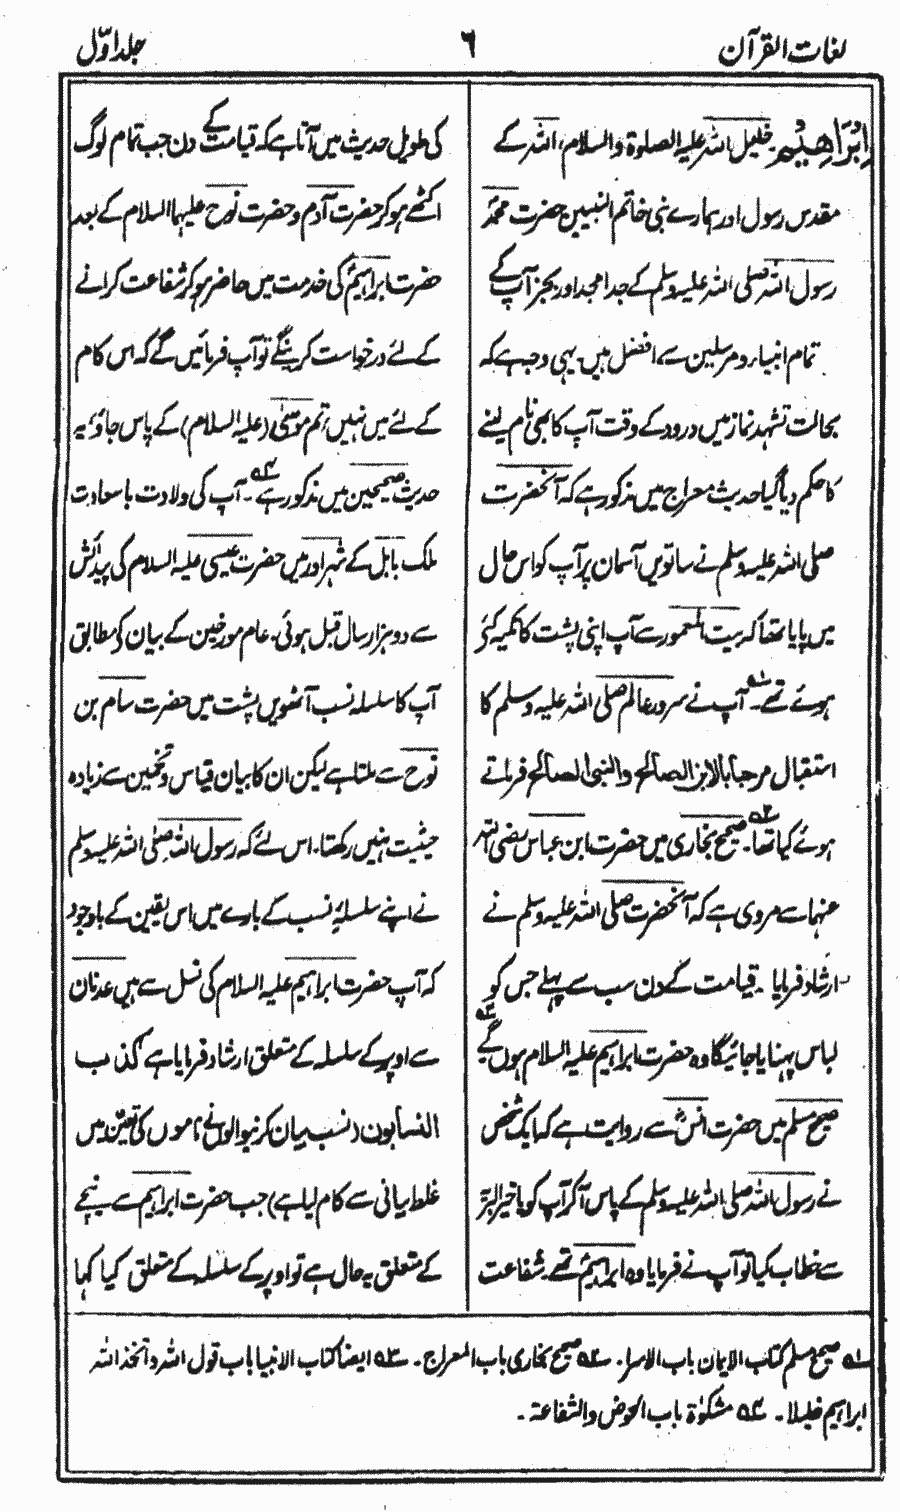 لغات القرآن
٦
جلد اوّل
اِبْرَاهِيْم۔ خلیل اللہ علیہ الصلوٰۃ والسلام، اللہ کے
مقدس رسول اور ہمارے نبی خاتم النبیین حضرت محمدؐ
رسول اللہ صلی اللہ علیہ وسلم کے جد امجد اور بجز آپ کے
تمام انبیاء و مرسلین سے افضل ہیں۔ یہی وجہ ہے کہ
بحالت تشہد نماز میں درود کے وقت آپ کا بھی نام لینے
کا حکم دیا گیا حدیث معراج میں مذکور ہے کہ آنحضرت
صلی اللہ علیہ وسلم نے ساتویں آسمان پر آپ کو اس حال
میں پایا تھا کہ بیت المعمور سے آپ اپنی پشت کا تکیہ کئے
ہوئے تھے۔ ؎۱ آپ نے سرور عالم صلی اللہ علیہ وسلم کا
استقبال مرحبا بالابن الصالح والنبی الصالح فرماتے
ہوئے کیا تھا۔ ؎۲ صحیح بخاری میں حضرت ابن عباس رضی اللہ
عنہما سے مروی ہے کہ آنحضرت صلی اللہ علیہ وسلم نے
ارشاد فرمایا۔ قیامت کے دن سب سے پہلے جس کو
لباس پہنایا جائیگا وہ حضرت ابراہیم علیہ السلام ہوں گے ؎۳
صحیح مسلم میں حضرت انسؓ سے روایت ہے کہ ایک شخص
نے رسول اللہ صلی اللہ علیہ وسلم کے پاس آکر آپ کو یا خیر البریّہ
سے خطاب کیا تو آپ نے فرمایا وہ ابراہیمؑ تھے۔ شفاعت
کی طویل حدیث میں آتا ہے کہ قیامت کے دن جب تمام لوگ
اکٹھے ہو کر حضرت آدم و حضرت نوح علیہما السلام کے بعد
حضرت ابراہیمؑ کی خدمت میں حاضر ہو کر شفاعت کرانے
کے لئے درخواست کرینگے تو آپ فرمائیں گے کہ اس کام
کے لئے میں نہیں، تم موسیٰ (علیہ السلام) کے پاس جاؤ، یہ
حدیث صحیحین میں مذکور ہے۔ ؎۴ آپ کی ولادت باسعادت
ملک بابل کے شہر اور میں حضرت عیسیٰ علیہ السلام کی پیدائش
سے دو ہزار سال قبل ہوئی۔ عام مورخین کے بیان کے مطابق
آپ کا سلسلہ نسب آٹھویں پشت میں حضرت سام بن
نوح سے ملتا ہے لیکن ان کا بیان قیاس و تخمین سے زیادہ
حیثیت نہیں رکھتا۔ اس لئے کہ رسول اللہ صلی اللہ علیہ وسلم
نے اپنے سلسلۂ نسب کے بارے میں اس یقین کے باوجود
کہ آپ حضرت ابراہیم علیہ السلام کی نسل سے ہیں عدنان
سے اوپر کے سلسلہ کے متعلق ارشاد فرمایا ہے کذب
النسابون (نسب بیان کرنیوالوں نے ناموں کی تعیّن میں
غلط بیانی سے کام لیا ہے) جب حضرت ابراہیم سے نیچے
کے متعلق یہ حال ہے تو اوپر کے سلسلہ کے متعلق کیا کہا
؎۱ صحیح مسلم کتاب الایمان باب الاسرا۔ ؎۲ صحیح بخاری باب المعراج۔ ؎۳ ایضا کتاب الانبیا باب قول اللہ واتخذ اللہ
ابراہیم خلیلا۔ ؎۴ مشکوٰۃ باب الحوض والشفاعۃ۔